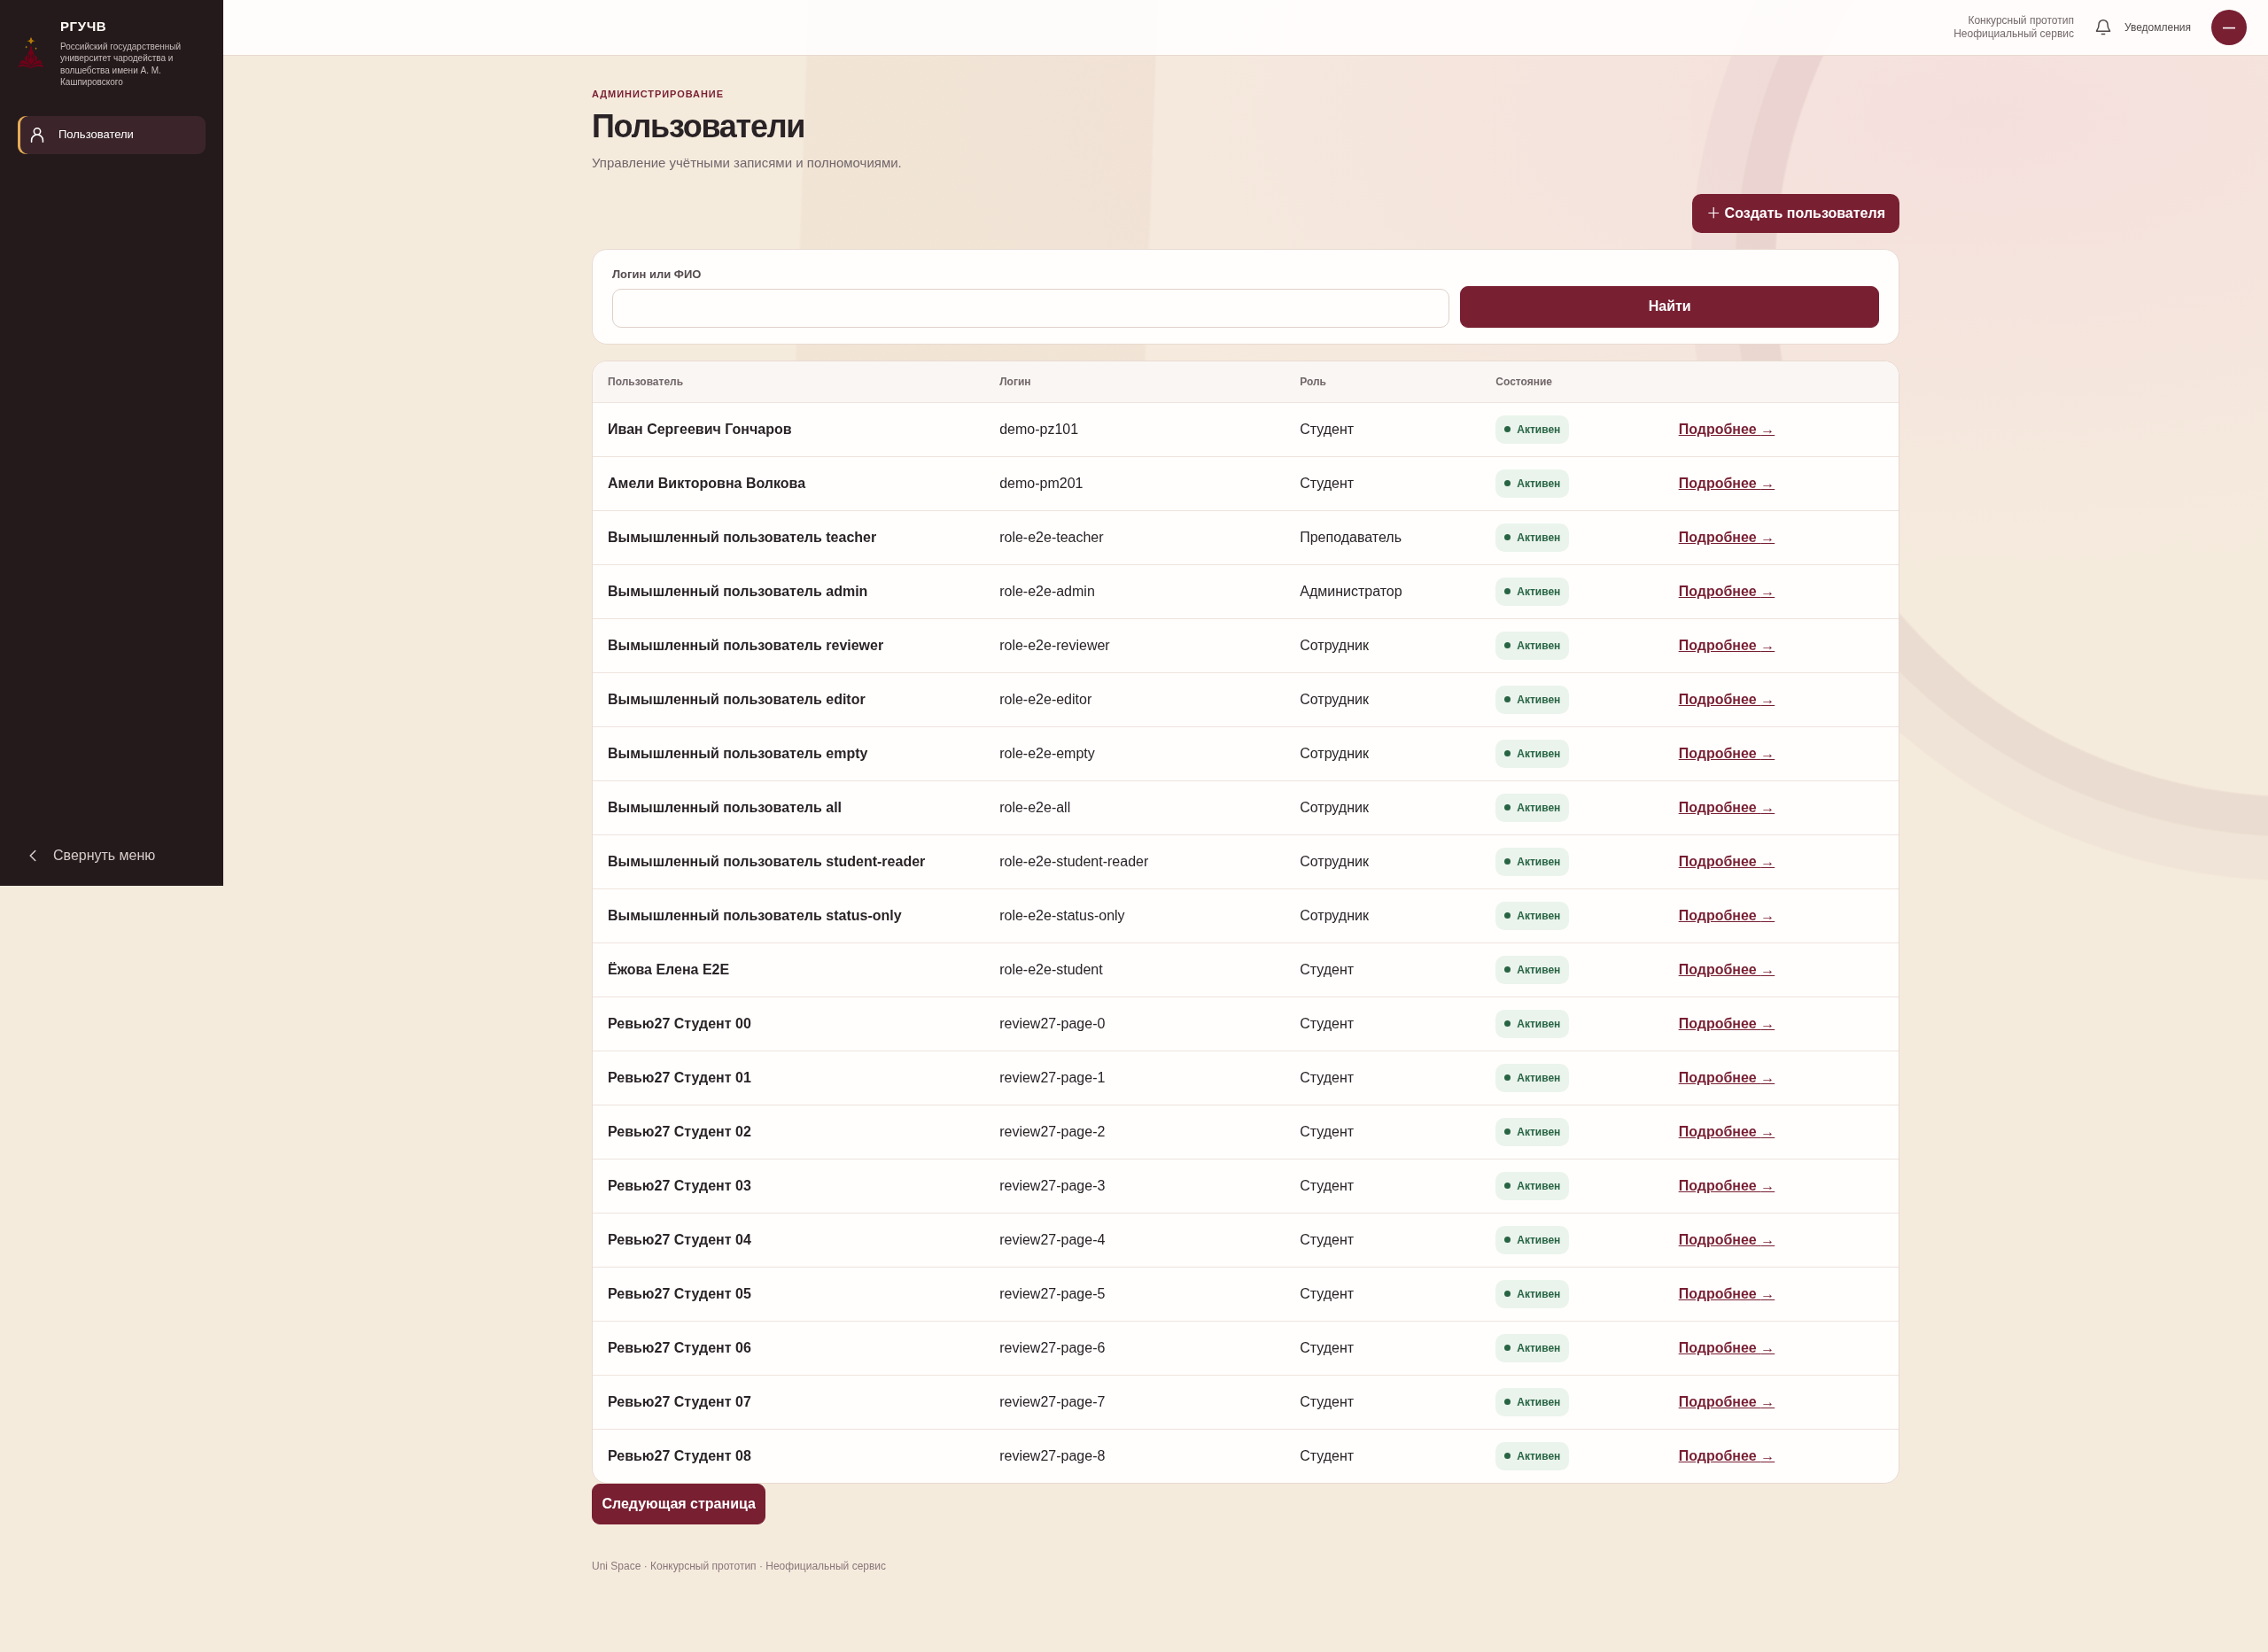 РГУЧВ
Российский государственный
университет чародейства и
волшебства имени А. М.
Кашпировского
Пользователи
Свернуть меню
Конкурсный прототип
Неофициальный сервис
Уведомления
АДМИНИСТРИРОВАНИЕ
Пользователи
Управление учётными записями и полномочиями.
Создать пользователя
Логин или ФИО
Найти
Пользователь Логин Роль Состояние
Иван Сергеевич Гончаров demo-pz101 Студент Активен Подробнее →
Амели Викторовна Волкова demo-pm201 Студент Активен Подробнее →
Вымышленный пользователь teacher role-e2e-teacher Преподаватель Активен Подробнее →
Вымышленный пользователь admin role-e2e-admin Администратор Активен Подробнее →
Вымышленный пользователь reviewer role-e2e-reviewer Сотрудник Активен Подробнее →
Вымышленный пользователь editor role-e2e-editor Сотрудник Активен Подробнее →
Вымышленный пользователь empty role-e2e-empty Сотрудник Активен Подробнее →
Вымышленный пользователь all role-e2e-all Сотрудник Активен Подробнее →
Вымышленный пользователь student-reader role-e2e-student-reader Сотрудник Активен Подробнее →
Вымышленный пользователь status-only role-e2e-status-only Сотрудник Активен Подробнее →
Ёжова Елена E2E role-e2e-student Студент Активен Подробнее →
Ревью27 Студент 00 review27-page-0 Студент Активен Подробнее →
Ревью27 Студент 01 review27-page-1 Студент Активен Подробнее →
Ревью27 Студент 02 review27-page-2 Студент Активен Подробнее →
Ревью27 Студент 03 review27-page-3 Студент Активен Подробнее →
Ревью27 Студент 04 review27-page-4 Студент Активен Подробнее →
Ревью27 Студент 05 review27-page-5 Студент Активен Подробнее →
Ревью27 Студент 06 review27-page-6 Студент Активен Подробнее →
Ревью27 Студент 07 review27-page-7 Студент Активен Подробнее →
Ревью27 Студент 08 review27-page-8 Студент Активен Подробнее →
Следующая страница
Uni Space · Конкурсный прототип · Неофициальный сервис